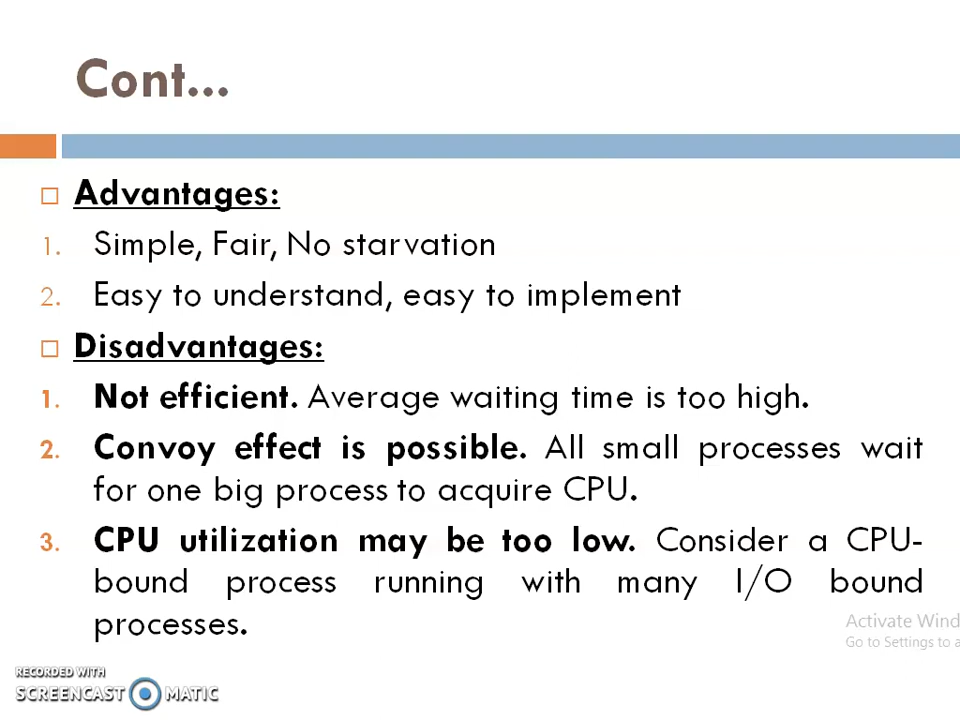 Cont...
Advantages:
1. Simple, Fair, No starvation
2. Easy to understand, easy to implement
Disadvantages:
1. Not efficient. Average waiting time is too high.
2. Convoy effect is possible. All small processes wait
for one big process to acquire CPU.
3. CPU utilization may be too low. Consider a CPU-
bound process running with many I/O bound
processes.
Activate Wind
Go to Settings to a
RECORDED WITH
SCREENCAST MATIC